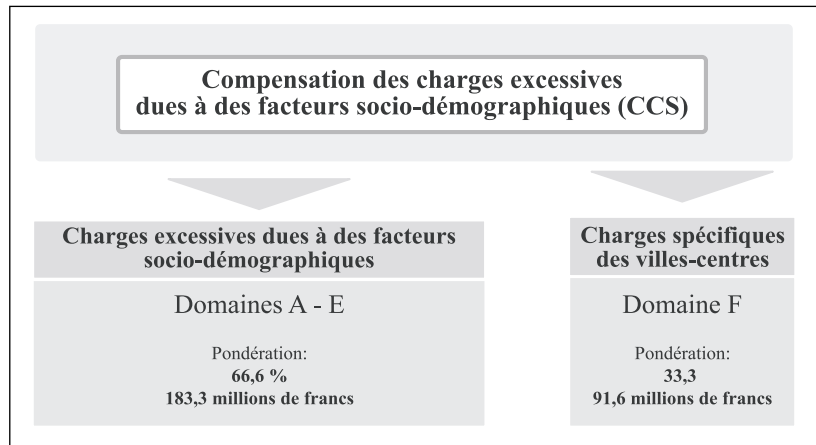 Compensation des charges excessives
dues à des facteurs socio-démographiques (CCS)
Charges excessives dues à des facteurs
socio-démographiques
Domaines A - E
Pondération:
66,6 %
183,3 millions de francs
Charges spécifiques
des villes-centres
Domaine F
Pondération:
33,3
91,6 millions de francs